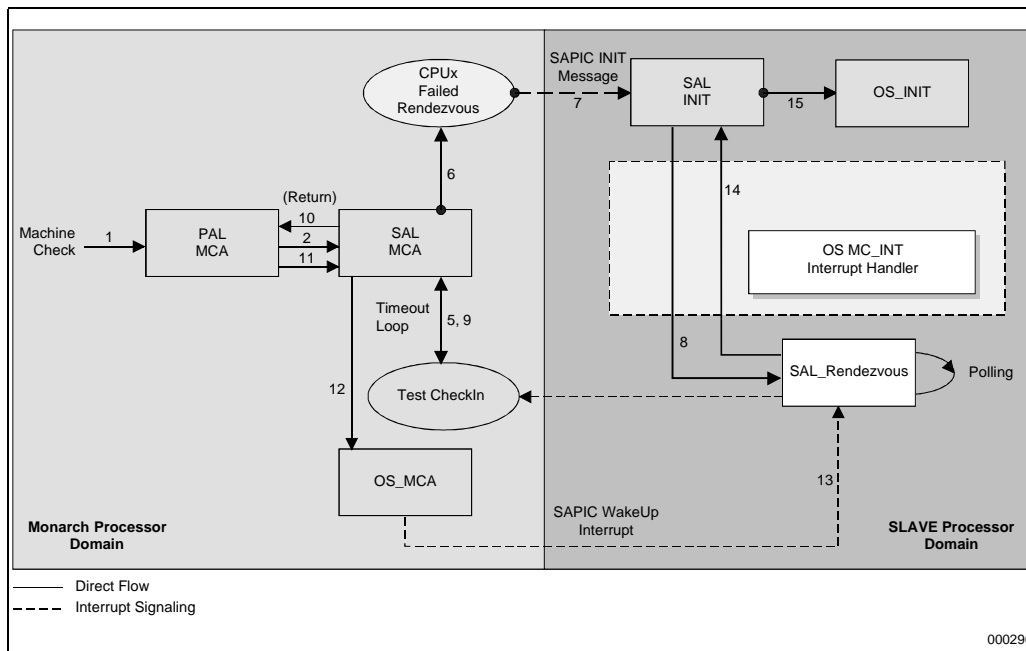 CPUx
Failed
Rendezvous
SAPIC INIT
Message
7
SAL
INIT
15
OS_INIT
6
14
(Return)
Machine
Check
1
PAL
MCA
10
2
11
SAL
MCA
OS MC_INT
Interrupt Handler
Timeout
Loop
5, 9
8
12
Test CheckIn
SAL_Rendezvous
Polling
OS_MCA
13
SAPIC WakeUp
Interrupt
Monarch Processor
Domain
SLAVE Processor
Domain
Direct Flow
Interrupt Signaling